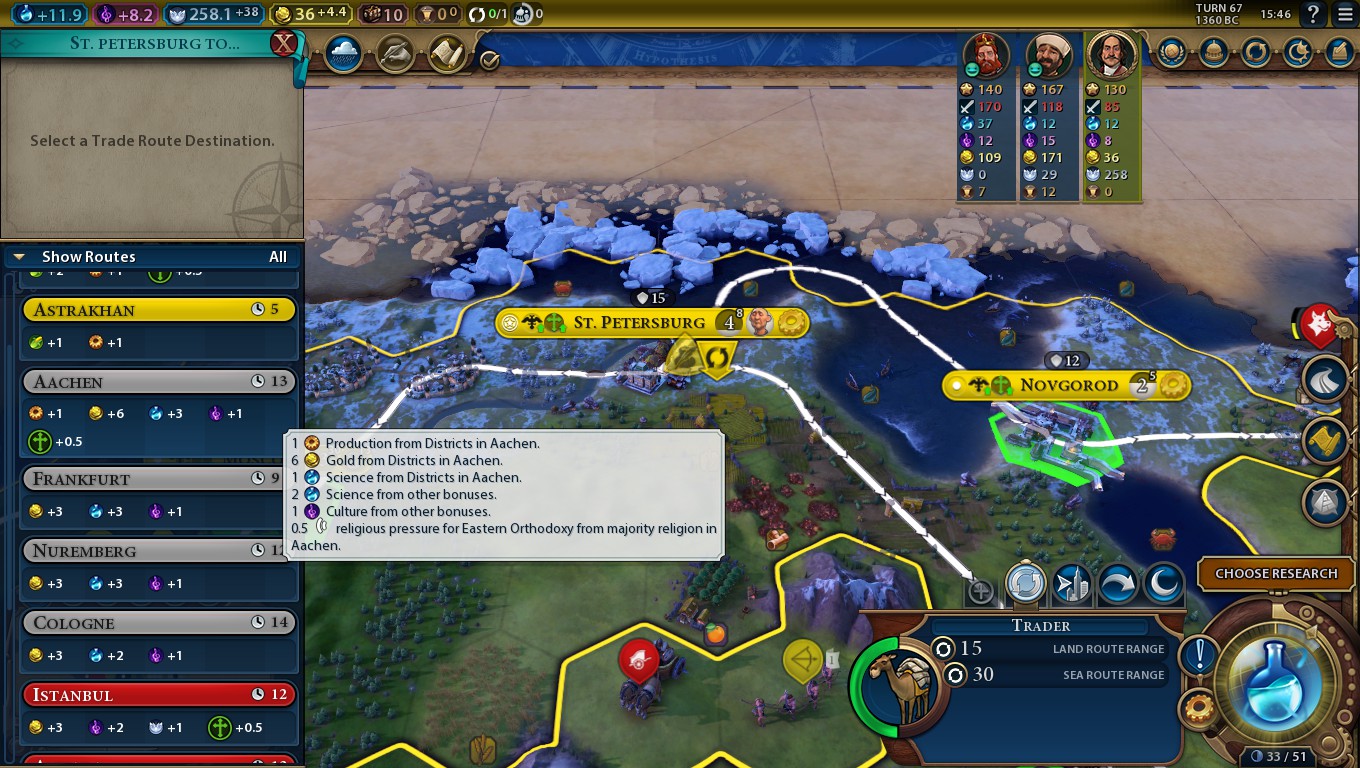 +11.9 +8.2 258.1 +38 36 +4.4 10 0 0 0/1 0
TURN 67
1360 BC
15:46
?
ST. PETERSBURG TO...
X
HYPOTHESIS
Select a Trade Route Destination.
140 167 130
170 118 85
37 12 12
12 15 8
109 171 36
0 29 258
7 12 0
Show Routes All
+2 +1 +0.5
ASTRAKHAN 5
+1 +1
AACHEN 13
+1 +6 +3 +1
+0.5
FRANKFURT 9
+3 +3 +1
NUREMBERG 12
+3 +3 +1
COLOGNE 14
+3 +2 +1
ISTANBUL 12
+3 +2 +1 +0.5
15
ST. PETERSBURG 4 8
12
NOVGOROD 2 5
1 Production from Districts in Aachen.
6 Gold from Districts in Aachen.
1 Science from Districts in Aachen.
2 Science from other bonuses.
1 Culture from other bonuses.
0.5 religious pressure for Eastern Orthodoxy from majority religion in
Aachen.
CHOOSE RESEARCH
TRADER
15 LAND ROUTE RANGE
30 SEA ROUTE RANGE
33 / 51